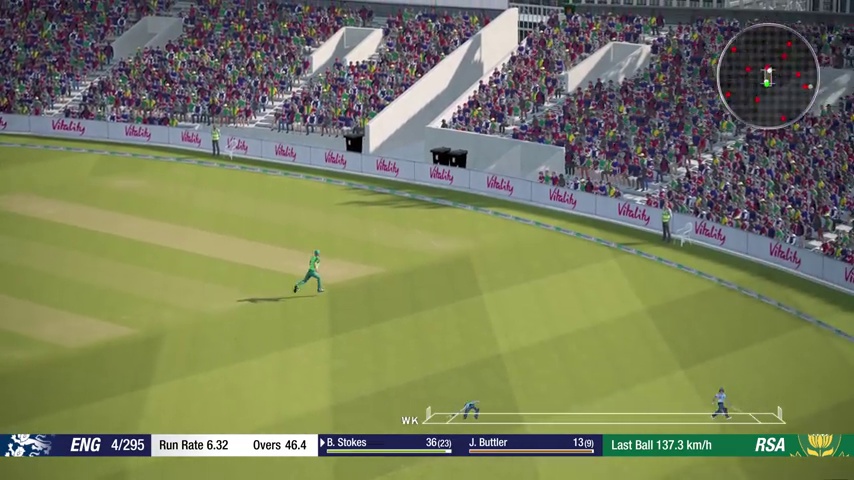 Vitality Vitality Vitality Vitality Vitality Vitality Vitality Vitality Vitality Vitality Vitality Vitality Vitality
WK
ENG 4/295 Run Rate 6.32 Overs 46.4 B. Stokes 36(23) J. Buttler 13(9) Last Ball 137.3 km/h RSA